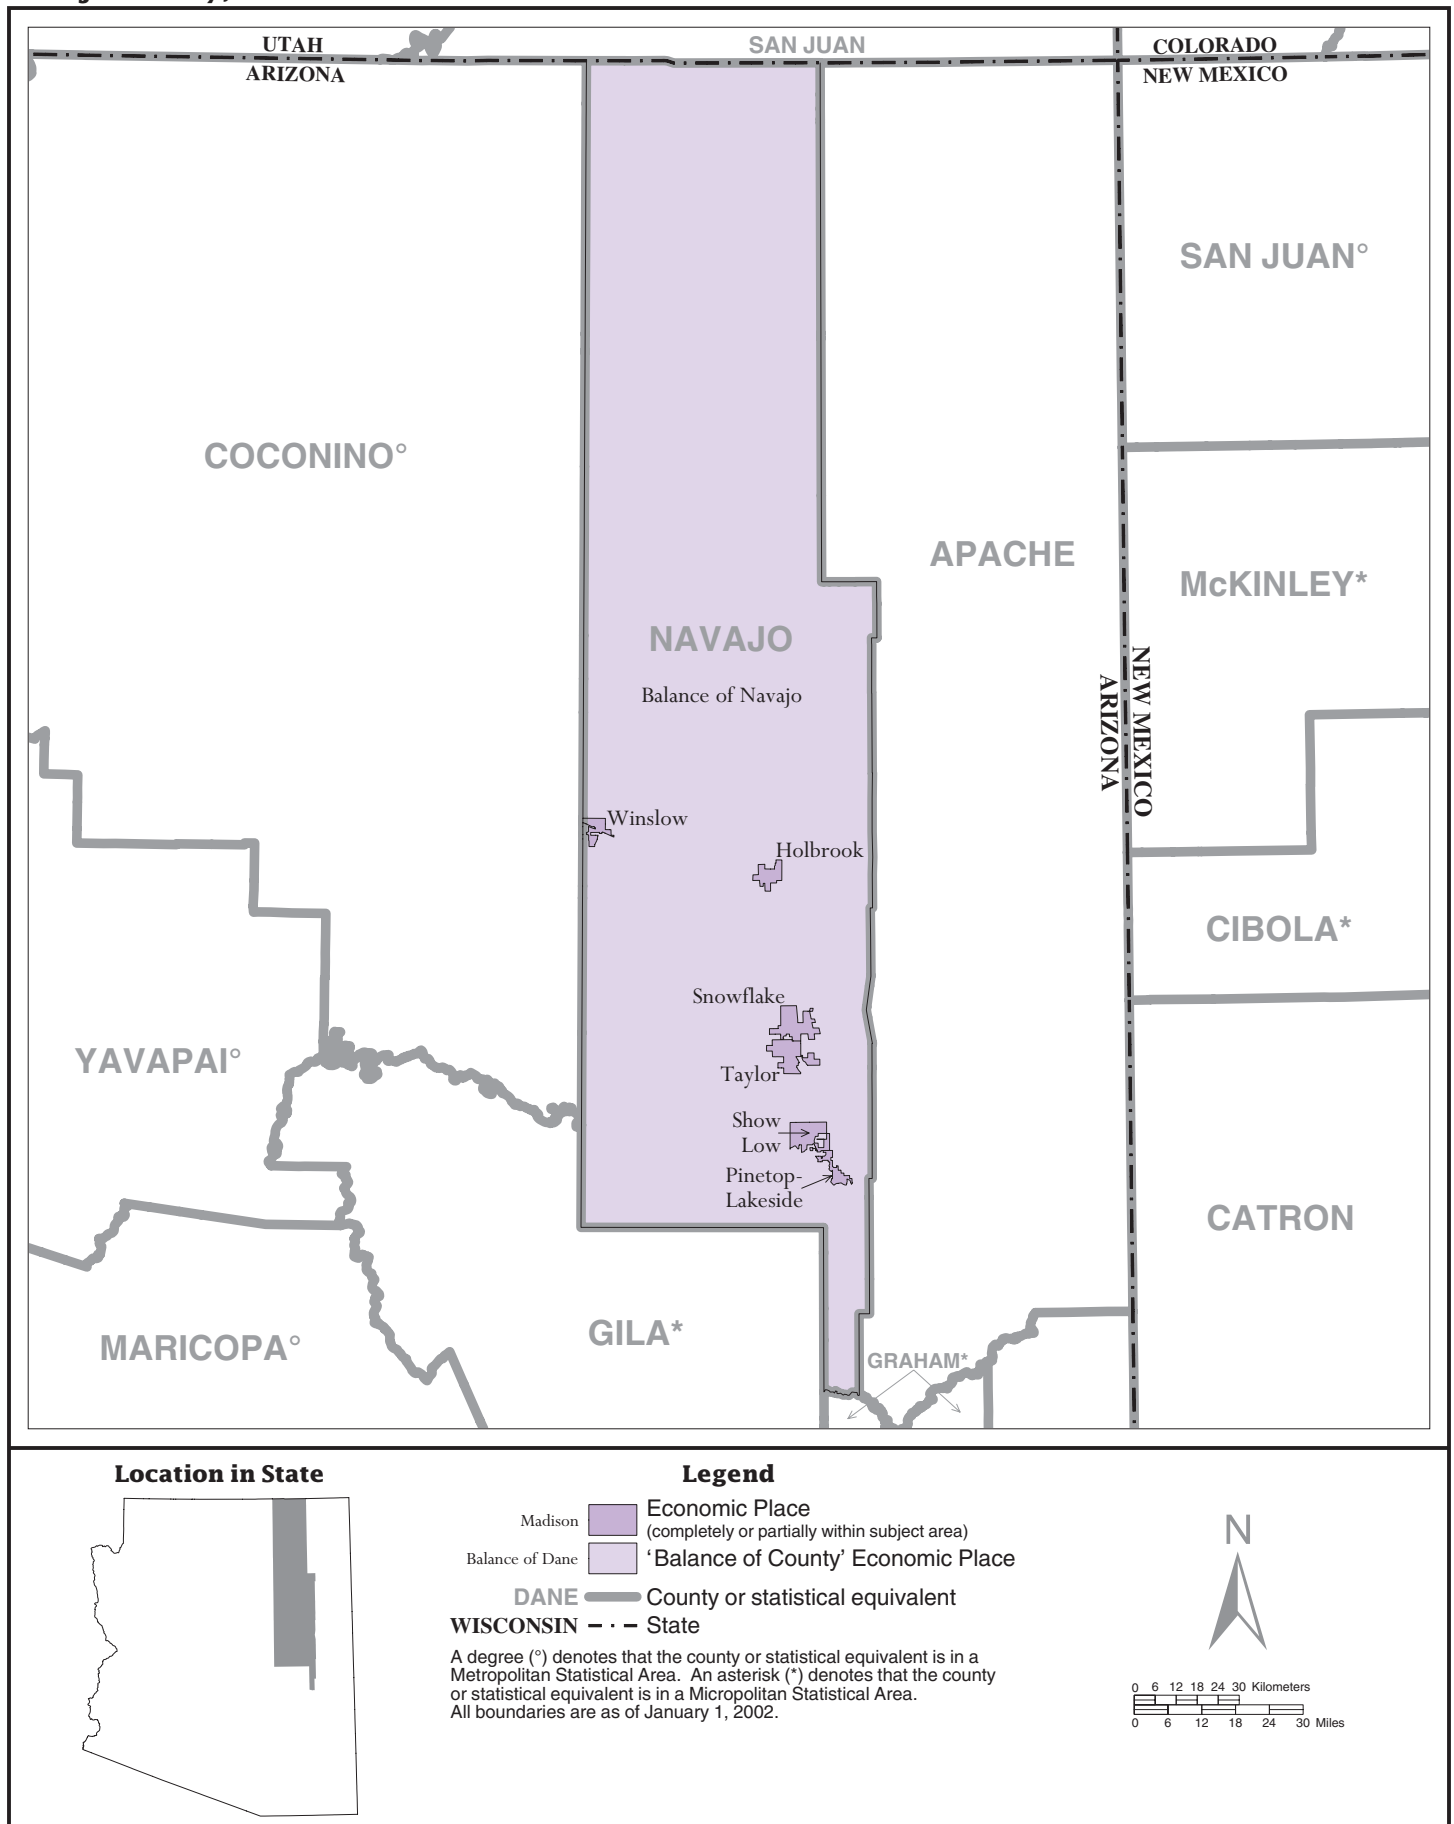 UTAH
SAN JUAN
COLORADO
ARIZONA
NEW MEXICO
SAN JUAN°
COCONINO°
APACHE
McKINLEY*
NAVAJO
Balance of Navajo
NEW MEXICO
ARIZONA
Winslow
Holbrook
CIBOLA*
Snowflake
YAVAPAI°
Taylor
Show
Low
Pinetop-
Lakeside
CATRON
GILA*
MARICOPA°
GRAHAM*
Location in State
Legend
Madison
Economic Place
(completely or partially within subject area)
Balance of Dane
‘Balance of County’ Economic Place
DANE
County or statistical equivalent
WISCONSIN
State
A degree (°) denotes that the county or statistical equivalent is in a
Metropolitan Statistical Area. An asterisk (*) denotes that the county
or statistical equivalent is in a Micropolitan Statistical Area.
All boundaries are as of January 1, 2002.
N
0 6 12 18 24 30 Kilometers
0 6 12 18 24 30 Miles